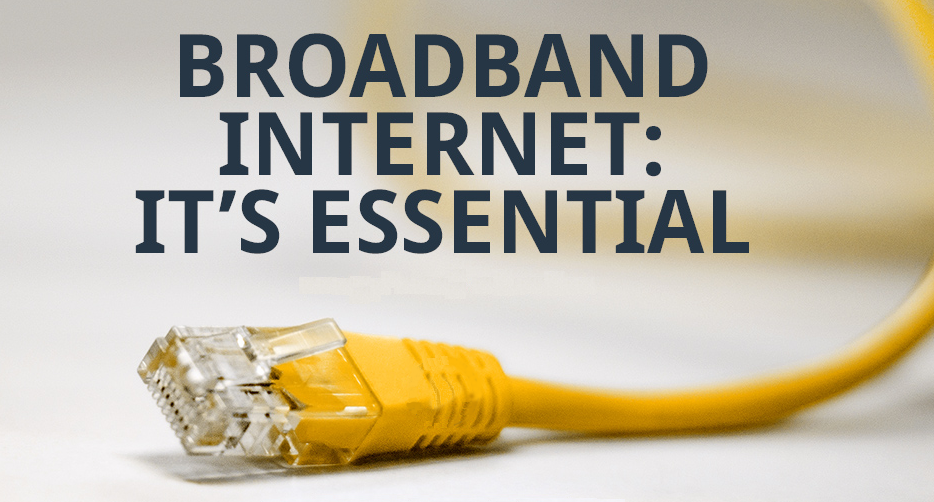 BROADBAND
INTERNET:
IT’S ESSENTIAL